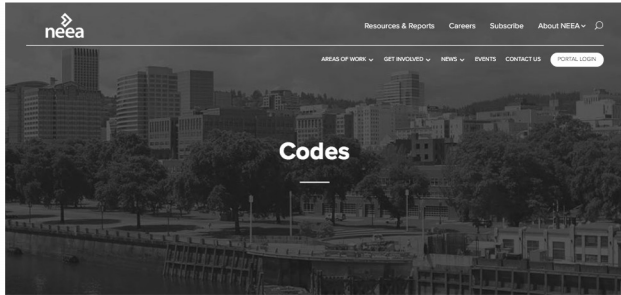 neea
Resources & Reports Careers Subscribe About NEEA
AREAS OF WORK GET INVOLVED NEWS EVENTS CONTACT US PORTAL LOGIN
Codes